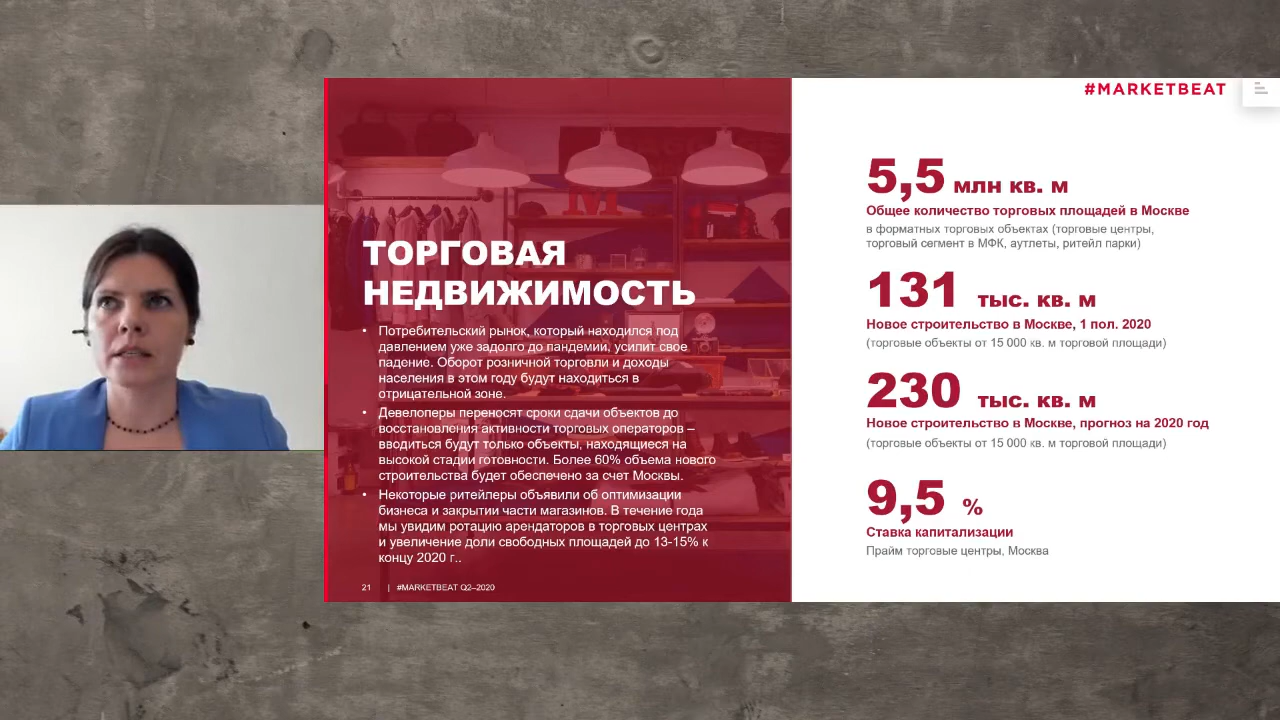 #MARKETBEAT
ТОРГОВАЯ
НЕДВИЖИМОСТЬ
• Потребительский рынок, который находился под
давлением уже задолго до пандемии, усилит свое
падение. Оборот розничной торговли и доходы
населения в этом году будут находиться в
отрицательной зоне.
• Девелоперы переносят сроки сдачи объектов до
восстановления активности торговых операторов –
вводиться будут только объекты, находящиеся на
высокой стадии готовности. Более 60% объема нового
строительства будет обеспечено за счет Москвы.
• Некоторые ритейлеры объявили об оптимизации
бизнеса и закрытии части магазинов. В течение года
мы увидим ротацию арендаторов в торговых центрах
и увеличение доли свободных площадей до 13-15% к
концу 2020 г..
21 | #MARKETBEAT Q2–2020
5,5 млн кв. м
Общее количество торговых площадей в Москве
в форматных торговых объектах (торговые центры,
торговый сегмент в МФК, аутлеты, ритейл парки)
131 тыс. кв. м
Новое строительство в Москве, 1 пол. 2020
(торговые объекты от 15 000 кв. м торговой площади)
230 тыс. кв. м
Новое строительство в Москве, прогноз на 2020 год
(торговые объекты от 15 000 кв. м торговой площади)
9,5 %
Ставка капитализации
Прайм торговые центры, Москва